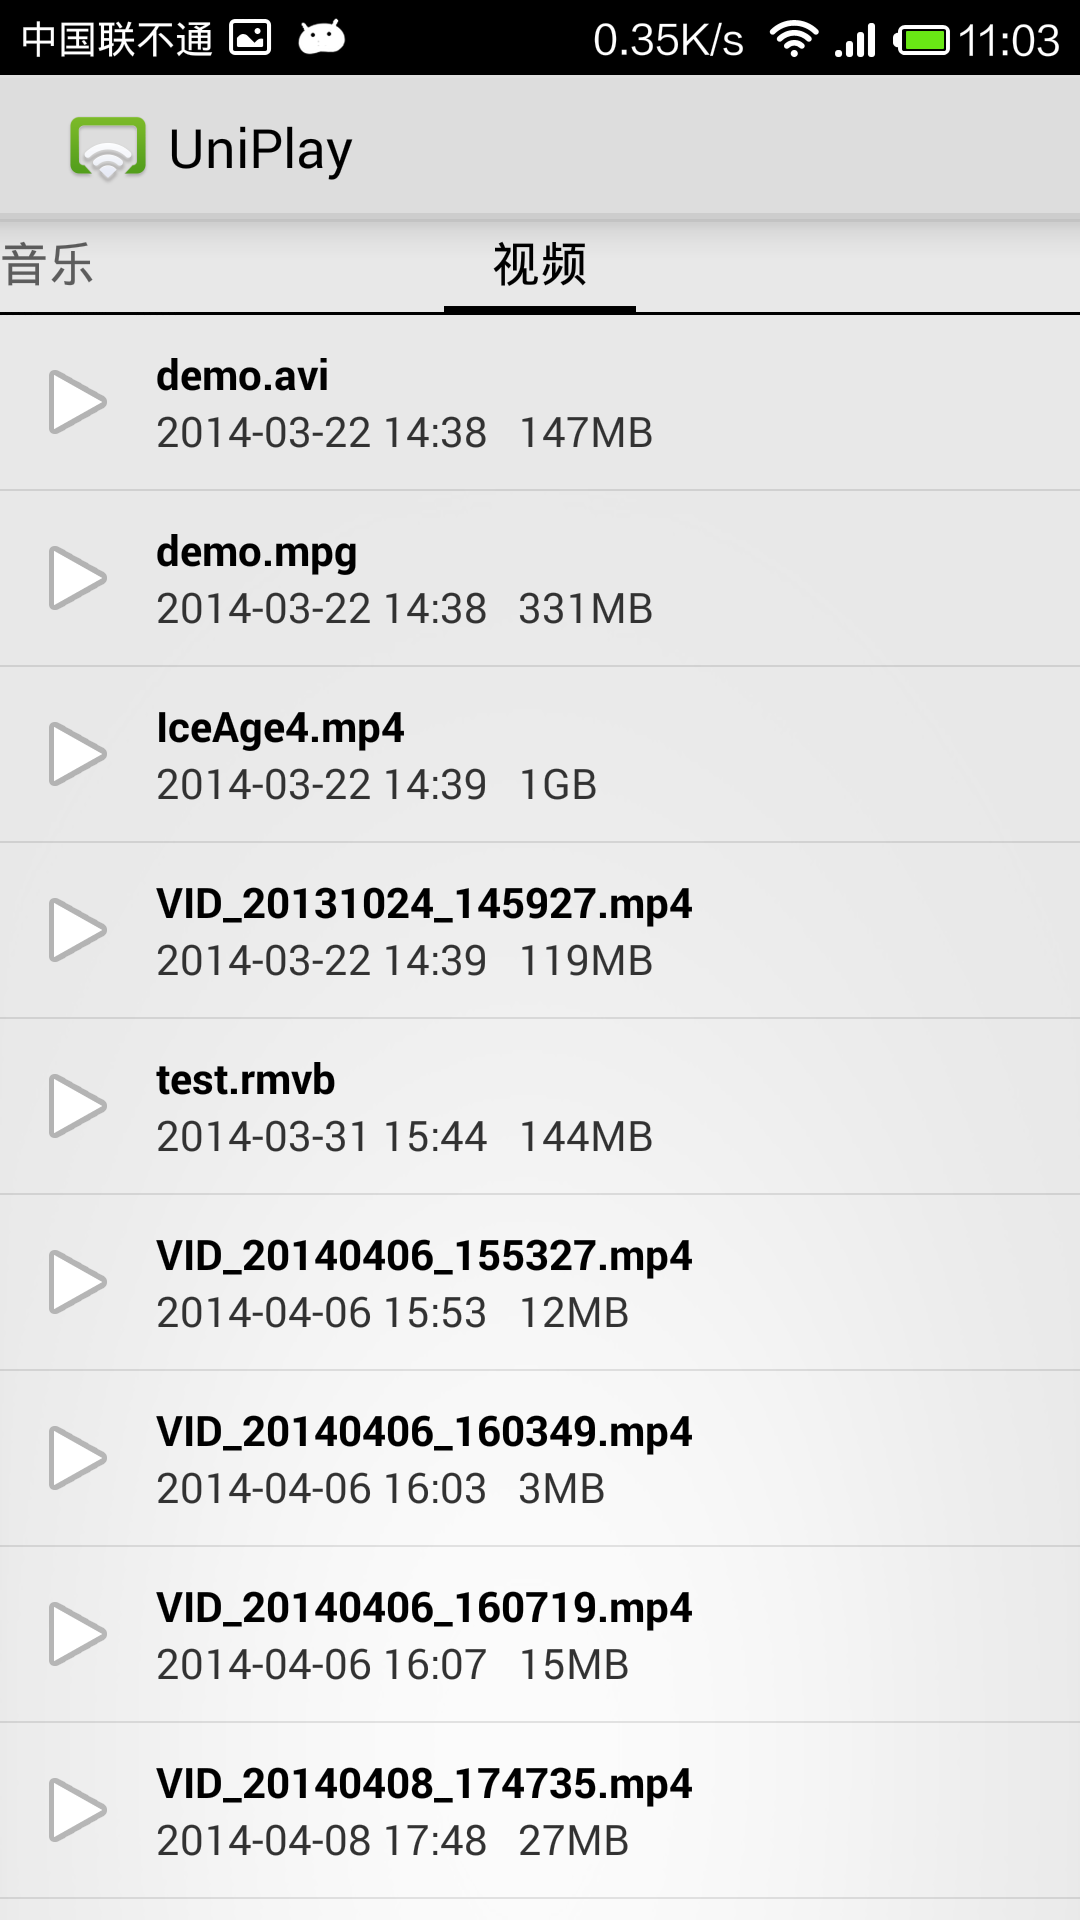 中国联不通 0.35K/s 11:03
UniPlay
音乐 视频
demo.avi
2014-03-22 14:38 147MB
demo.mpg
2014-03-22 14:38 331MB
IceAge4.mp4
2014-03-22 14:39 1GB
VID_20131024_145927.mp4
2014-03-22 14:39 119MB
test.rmvb
2014-03-31 15:44 144MB
VID_20140406_155327.mp4
2014-04-06 15:53 12MB
VID_20140406_160349.mp4
2014-04-06 16:03 3MB
VID_20140406_160719.mp4
2014-04-06 16:07 15MB
VID_20140408_174735.mp4
2014-04-08 17:48 27MB